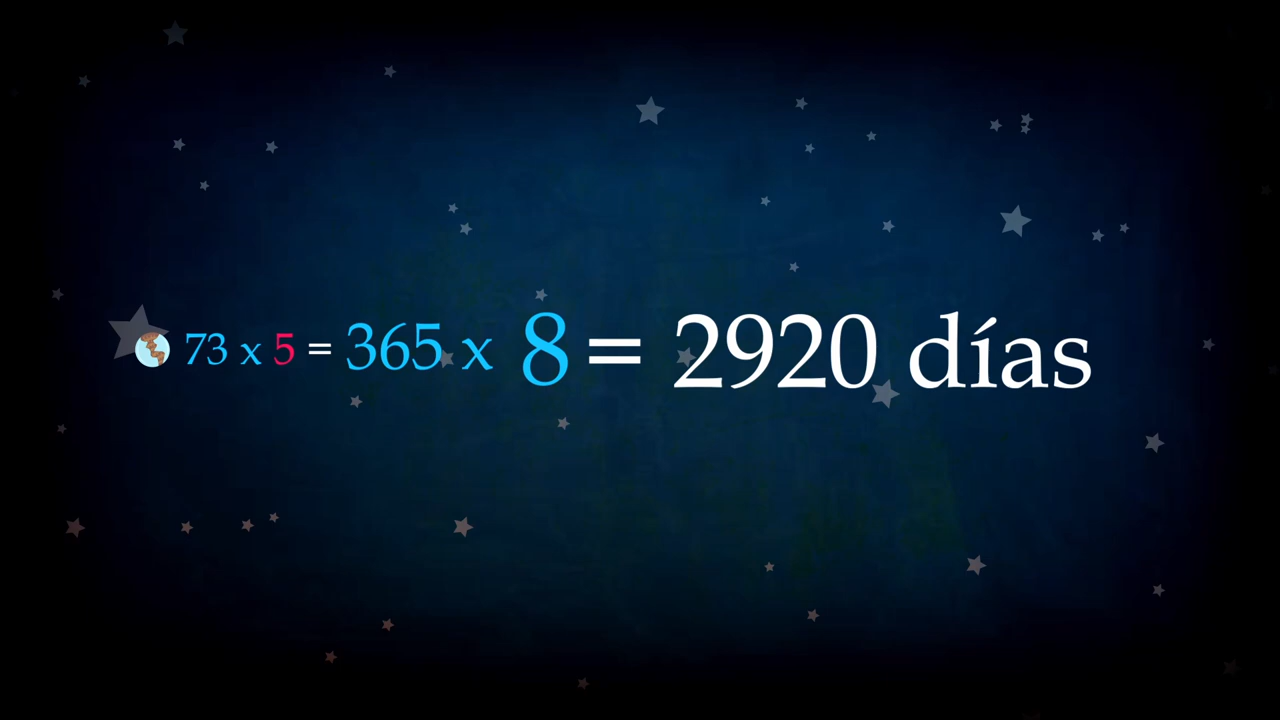 73 x 5 = 365 x 8 = 2920 días